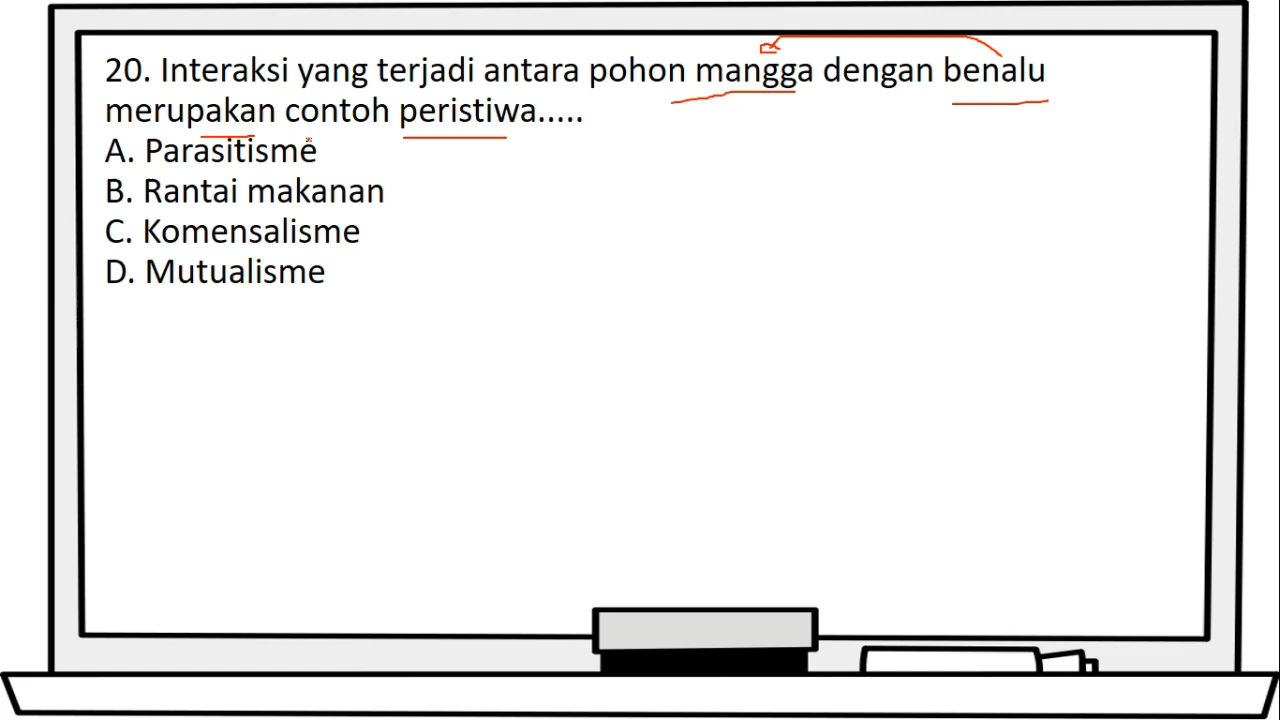 20. Interaksi yang terjadi antara pohon mangga dengan benalu
merupakan contoh peristiwa.....
A. Parasitisme
B. Rantai makanan
C. Komensalisme
D. Mutualisme